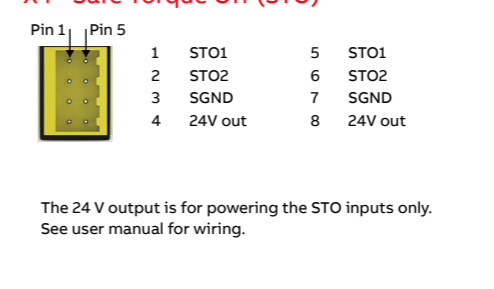 Pin 1 Pin 5
1 STO1 5 STO1
2 STO2 6 STO2
3 SGND 7 SGND
4 24V out 8 24V out
The 24 V output is for powering the STO inputs only.
See user manual for wiring.